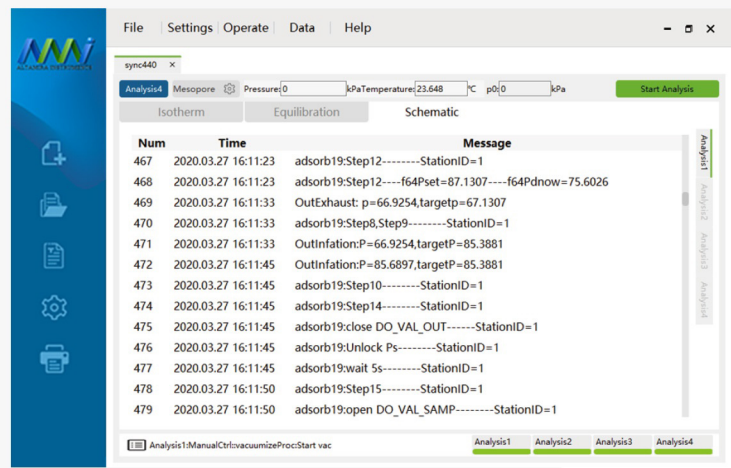 File Settings Operate Data Help
AMI
sync440 ×
Analysis4 Mesopore Pressure: 0 kPa Temperature: 23.648 ℃ p0: 0 kPa Start Analysis
Isotherm Equilibration Schematic
Num Time Message
467 2020.03.27 16:11:23 adsorb19:Step12--------StationID=1
468 2020.03.27 16:11:23 adsorb19:Step12----f64Pset=87.1307----f64Pdnow=75.6026
469 2020.03.27 16:11:33 OutExhaust: p=66.9254,targetp=67.1307
470 2020.03.27 16:11:33 adsorb19:Step8,Step9--------StationID=1
471 2020.03.27 16:11:33 OutInfation:P=66.9254,targetP=85.3881
472 2020.03.27 16:11:45 OutInfation:P=85.6897,targetP=85.3881
473 2020.03.27 16:11:45 adsorb19:Step10--------StationID=1
474 2020.03.27 16:11:45 adsorb19:Step14--------StationID=1
475 2020.03.27 16:11:45 adsorb19:close DO_VAL_OUT------StationID=1
476 2020.03.27 16:11:45 adsorb19:Unlock Ps--------StationID=1
477 2020.03.27 16:11:45 adsorb19:wait 5s--------StationID=1
478 2020.03.27 16:11:50 adsorb19:Step15--------StationID=1
479 2020.03.27 16:11:50 adsorb19:open DO_VAL_SAMP--------StationID=1
Analysis1
Analysis2
Analysis3
Analysis4
Analysis1:ManualCtrl::vacuumizeProc:Start vac
Analysis1 Analysis2 Analysis3 Analysis4